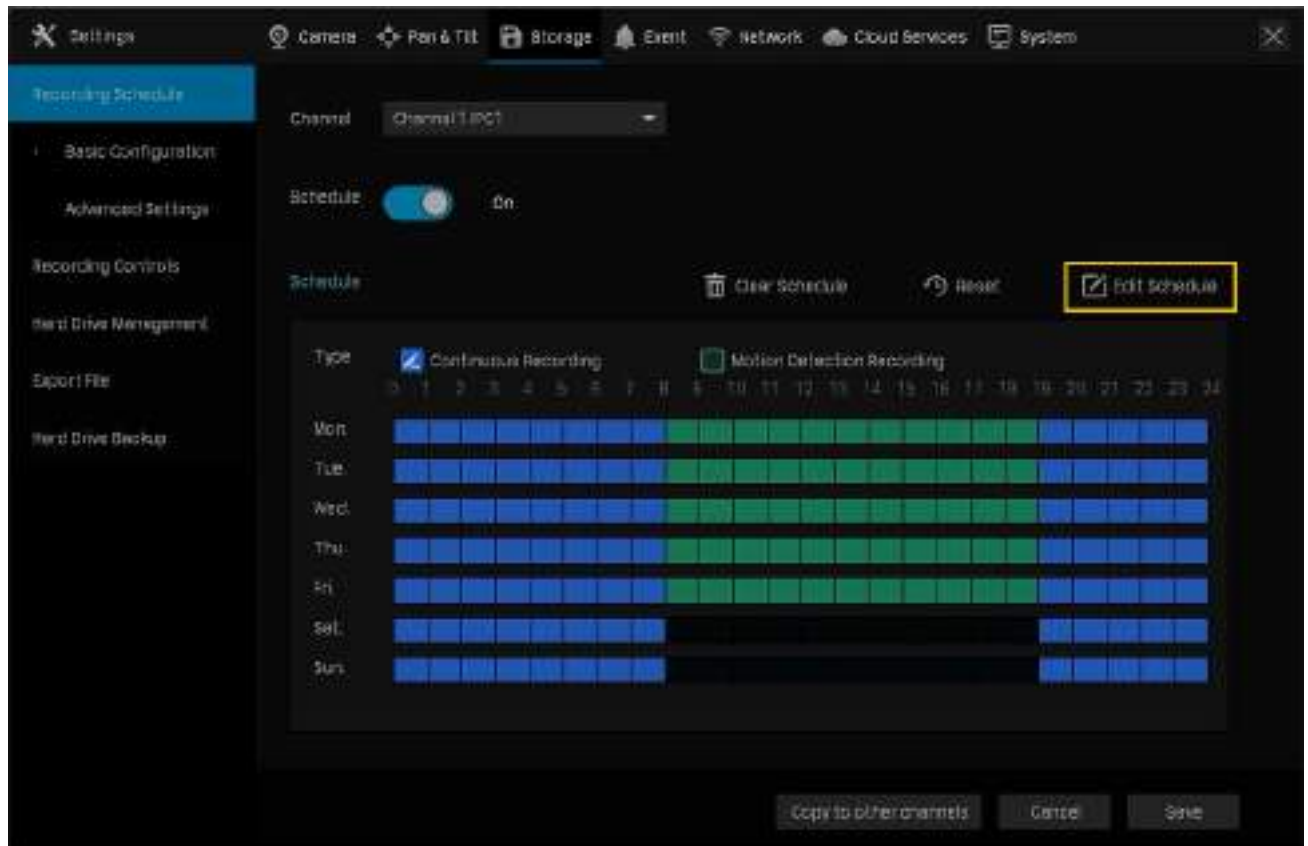 Settings
Camera Pan & Tilt Storage Event Network Cloud Services System
Recording Schedule
Basic Configuration
Advanced Settings
Recording Controls
Hard Drive Management
Export File
Hard Drive Backup
Channel Channel1-IPC1
Schedule On
Schedule Clear Schedule Reset Edit Schedule
Type Continuous Recording Motion Detection Recording
0 1 2 3 4 5 6 7 8 9 10 11 12 13 14 15 16 17 18 19 20 21 22 23 24
Mon.
Tue.
Wed.
Thu.
Fri.
Sat.
Sun.
Copy to other channels Cancel Save